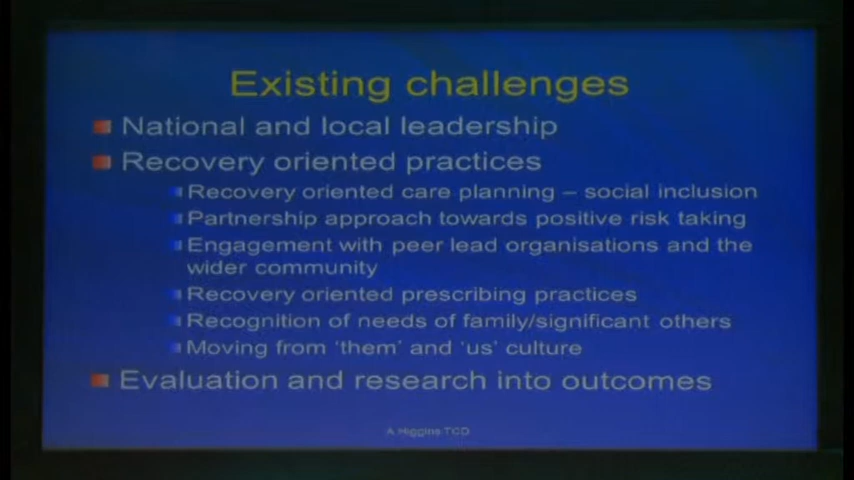 Existing challenges
National and local leadership
Recovery oriented practices
Recovery oriented care planning – social inclusion
Partnership approach towards positive risk taking
Engagement with peer lead organisations and the
wider community
Recovery oriented prescribing practices
Recognition of needs of family/significant others
Moving from 'them' and 'us' culture
Evaluation and research into outcomes
A Higgins TCD